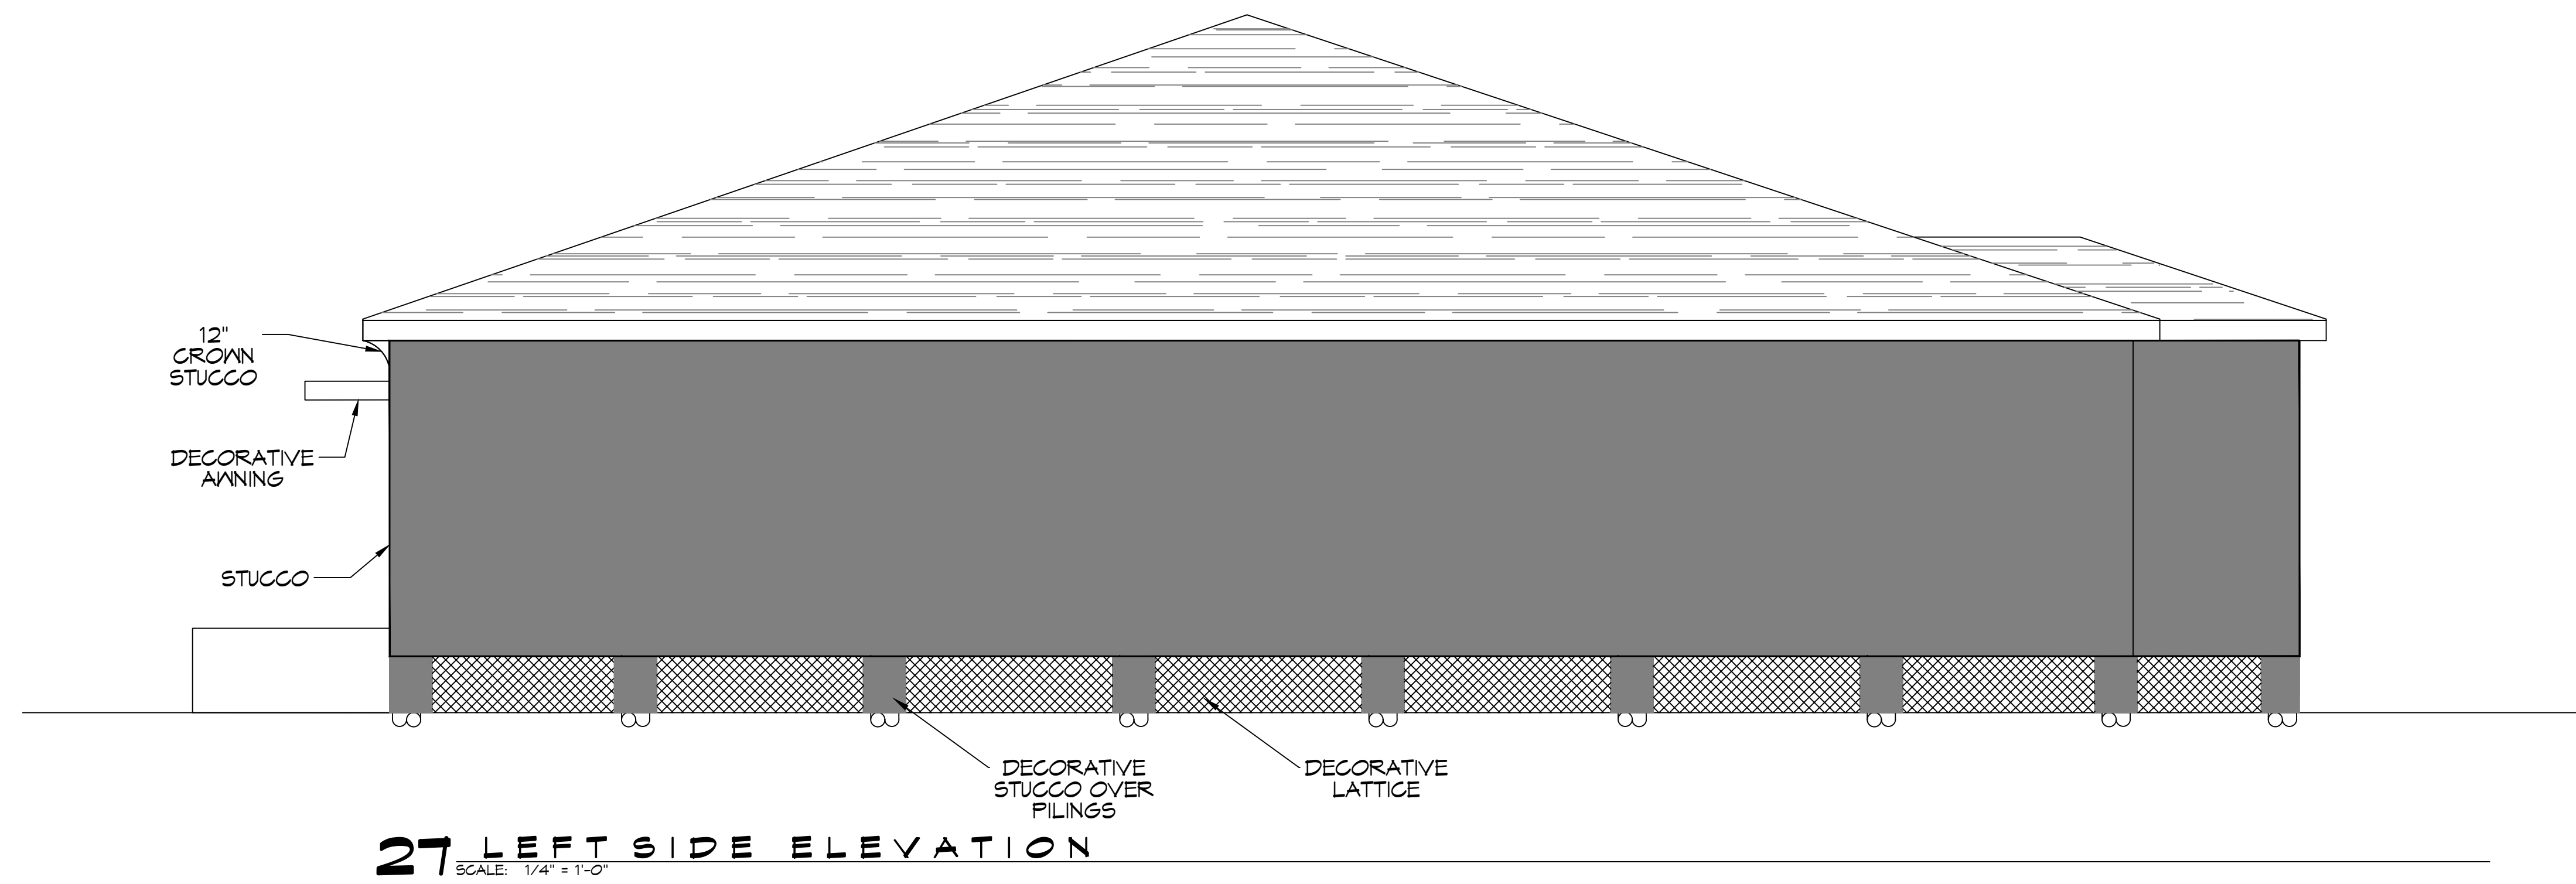 12"
CROWN
STUCCO
DECORATIVE
AWNING
STUCCO
DECORATIVE
STUCCO OVER
PILINGS
DECORATIVE
LATTICE
27 LEFT SIDE ELEVATION
SCALE: 1/4" = 1'-0"